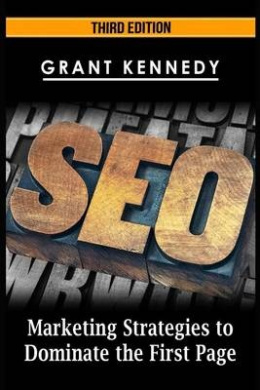 THIRD EDITION
GRANT KENNEDY
SEO
Marketing Strategies to
Dominate the First Page